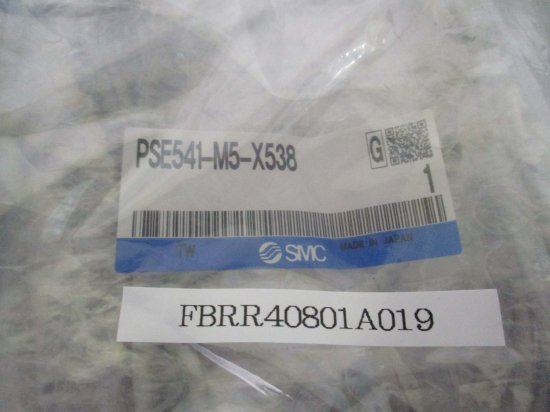 PSE541-M5-X538
G
1
TW
SMC
MADE IN JAPAN
FBRR40801A019